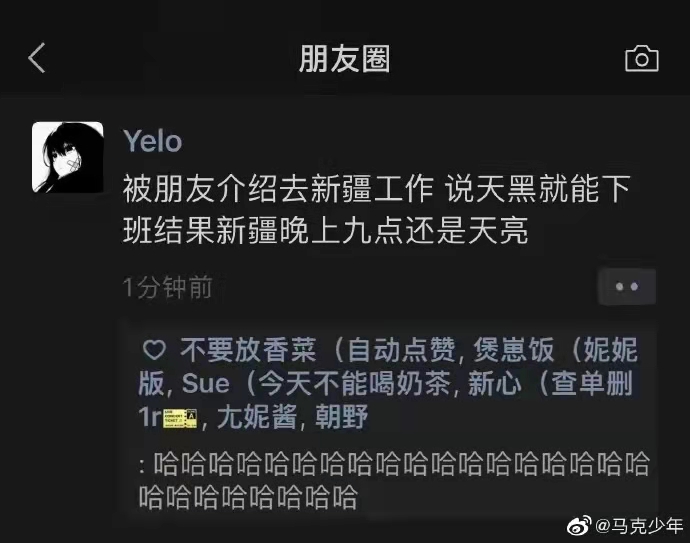 朋友圈
Yelo
被朋友介绍去新疆工作 说天黑就能下
班结果新疆晚上九点还是天亮
1分钟前
不要放香菜（自动点赞, 煲崽饭（妮妮
版, Sue（今天不能喝奶茶, 新心（查单删
1r, 尢妮酱, 朝野
: 哈哈哈哈哈哈哈哈哈哈哈哈哈哈哈哈哈哈
哈哈哈哈哈哈哈哈
@马克少年